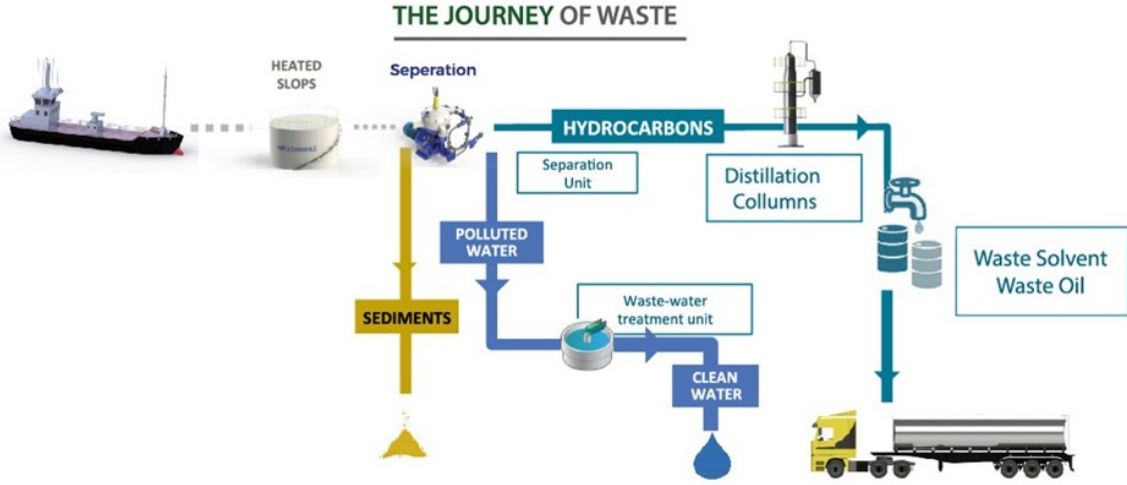 THE JOURNEY OF WASTE
HEATED
SLOPS
Seperation
HYDROCARBONS
Separation
Unit
Distillation
Collumns
POLLUTED
WATER
Waste Solvent
Waste Oil
SEDIMENTS
Waste-water
treatment unit
CLEAN
WATER